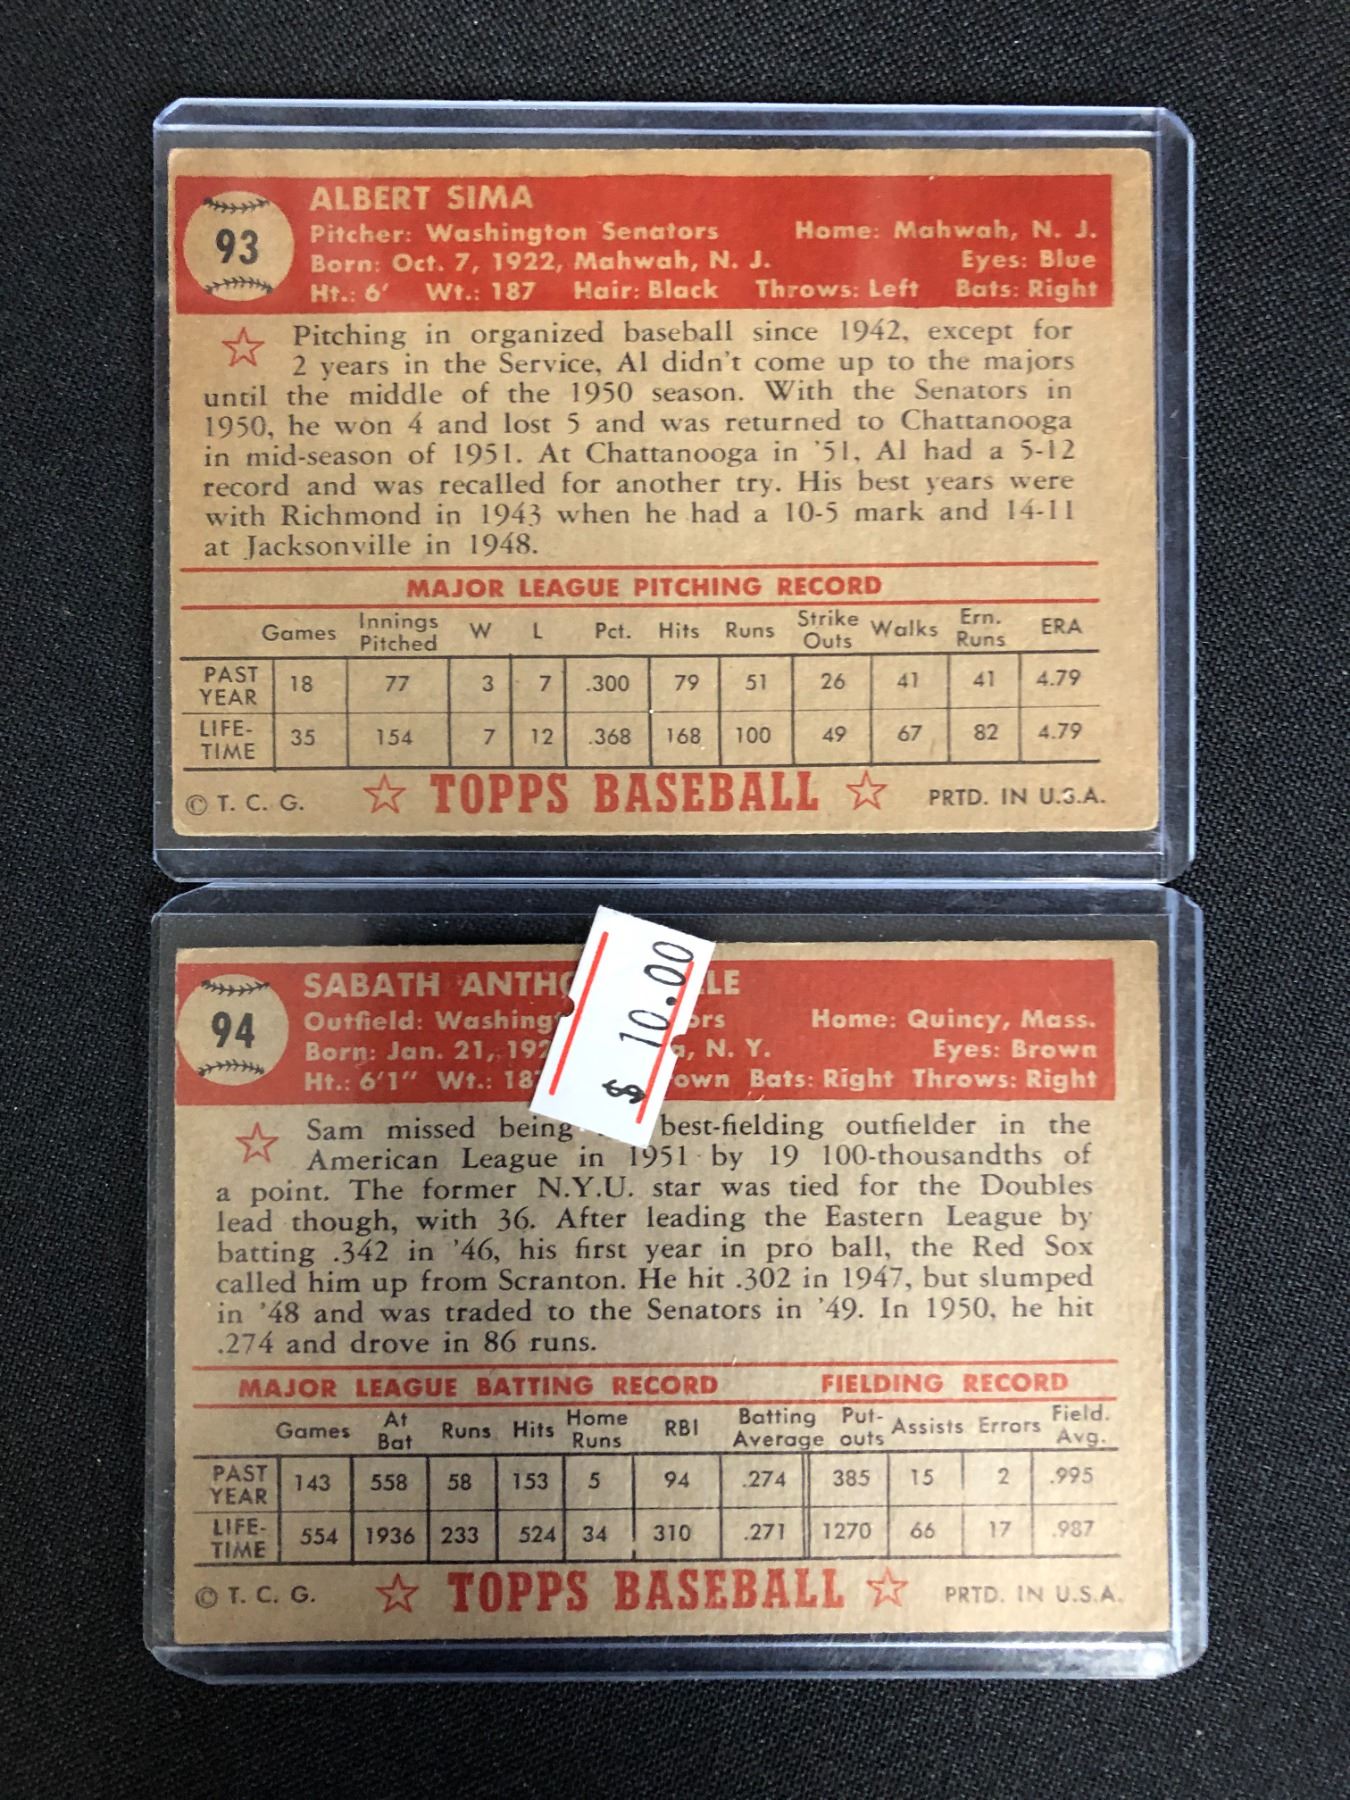 93
ALBERT SIMA
Pitcher: Washington Senators Home: Mahwah, N. J.
Born: Oct. 7, 1922, Mahwah, N. J. Eyes: Blue
Ht.: 6' Wt.: 187 Hair: Black Throws: Left Bats: Right
Pitching in organized baseball since 1942, except for
2 years in the Service, Al didn't come up to the majors
until the middle of the 1950 season. With the Senators in
1950, he won 4 and lost 5 and was returned to Chattanooga
in mid-season of 1951. At Chattanooga in '51, Al had a 5-12
record and was recalled for another try. His best years were
with Richmond in 1943 when he had a 10-5 mark and 14-11
at Jacksonville in 1948.
MAJOR LEAGUE PITCHING RECORD
Games Innings Pitched W L Pct. Hits Runs Strike Outs Walks Ern. Runs ERA
PAST YEAR 18 77 3 7 .300 79 51 26 41 41 4.79
LIFE-TIME 35 154 7 12 .368 168 100 49 67 82 4.79
© T. C. G. TOPPS BASEBALL PRTD. IN U.S.A.
94
SABATH ANTHO LE
Outfield: Washing ors Home: Quincy, Mass.
Born: Jan. 21, 192 a, N. Y. Eyes: Brown
Ht.: 6'1" Wt.: 18 own Bats: Right Throws: Right
$ 10.00
Sam missed being best-fielding outfielder in the
American League in 1951 by 19 100-thousandths of
a point. The former N.Y.U. star was tied for the Doubles
lead though, with 36. After leading the Eastern League by
batting .342 in '46, his first year in pro ball, the Red Sox
called him up from Scranton. He hit .302 in 1947, but slumped
in '48 and was traded to the Senators in '49. In 1950, he hit
.274 and drove in 86 runs.
MAJOR LEAGUE BATTING RECORD FIELDING RECORD
Games At Bat Runs Hits Home Runs RBI Batting Average Put-outs Assists Errors Field. Avg.
PAST YEAR 143 558 58 153 5 94 .274 385 15 2 .995
LIFE-TIME 554 1936 233 524 34 310 .271 1270 66 17 .987
© T. C. G. TOPPS BASEBALL PRTD. IN U.S.A.